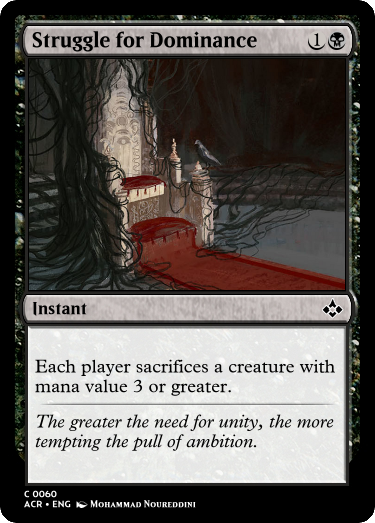 Struggle for Dominance 1
Instant
Each player sacrifices a creature with
mana value 3 or greater.
The greater the need for unity, the more
tempting the pull of ambition.
C 0060
ACR • ENG Mohammad Noureddini